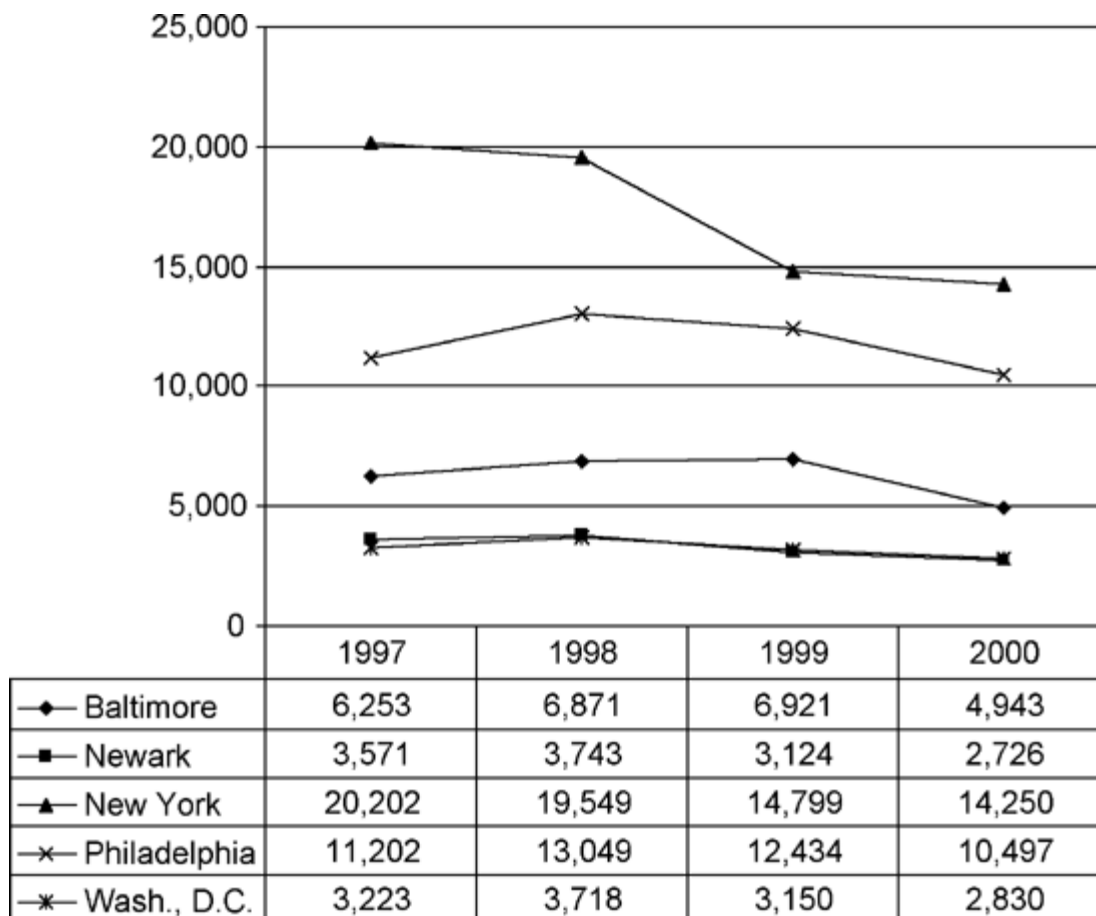 25,000
20,000
15,000
10,000
5,000
0
1997 1998 1999 2000
Baltimore 6,253 6,871 6,921 4,943
Newark 3,571 3,743 3,124 2,726
New York 20,202 19,549 14,799 14,250
Philadelphia 11,202 13,049 12,434 10,497
Wash., D.C. 3,223 3,718 3,150 2,830